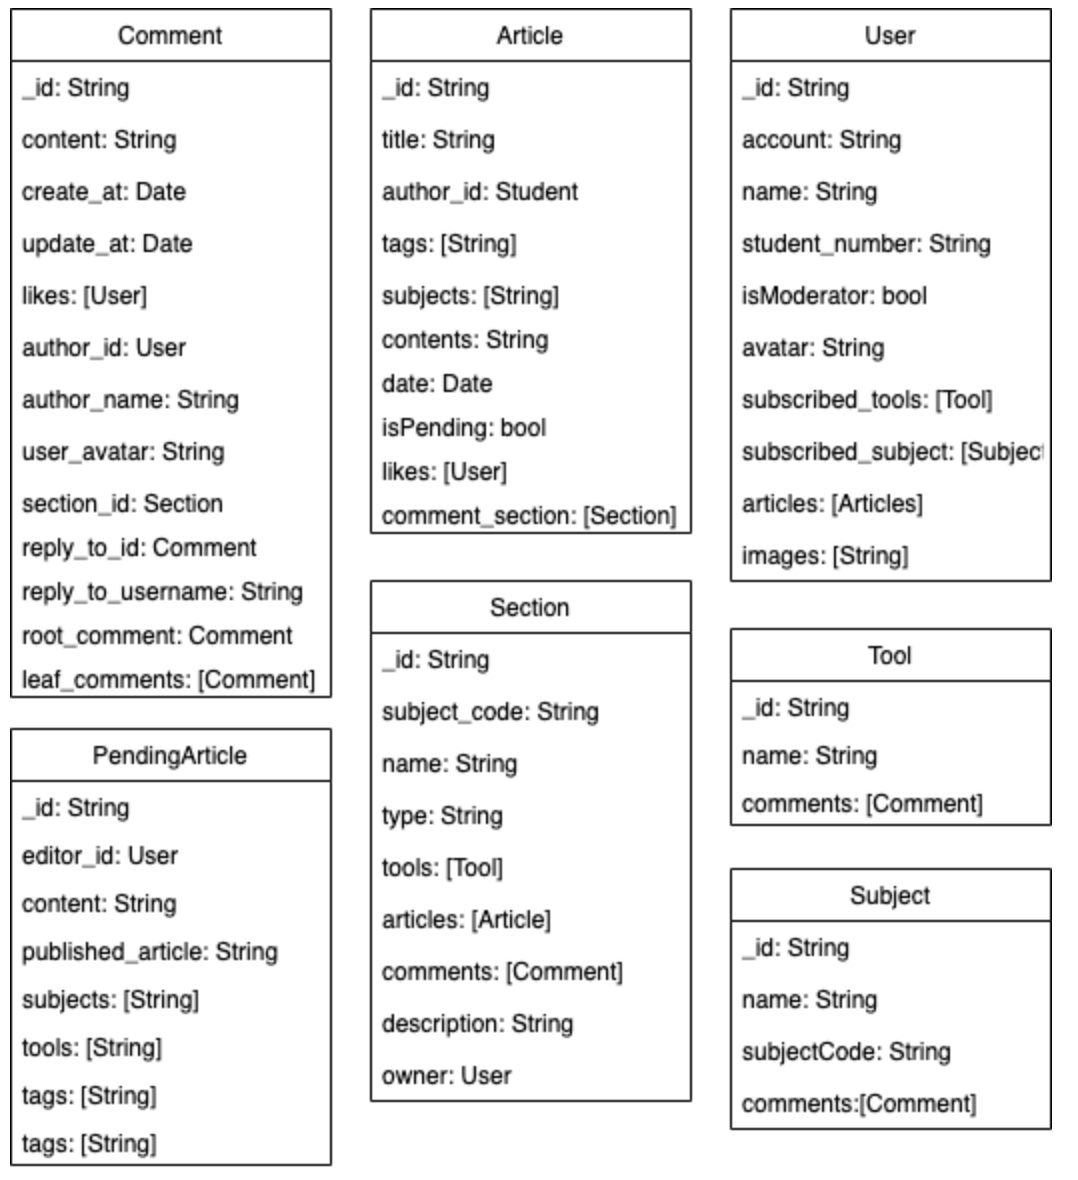 Comment
_id: String
content: String
create_at: Date
update_at: Date
likes: [User]
author_id: User
author_name: String
user_avatar: String
section_id: Section
reply_to_id: Comment
reply_to_username: String
root_comment: Comment
leaf_comments: [Comment]
PendingArticle
_id: String
editor_id: User
content: String
published_article: String
subjects: [String]
tools: [String]
tags: [String]
tags: [String]
Article
_id: String
title: String
author_id: Student
tags: [String]
subjects: [String]
contents: String
date: Date
isPending: bool
likes: [User]
comment_section: [Section]
Section
_id: String
subject_code: String
name: String
type: String
tools: [Tool]
articles: [Article]
comments: [Comment]
description: String
owner: User
User
_id: String
account: String
name: String
student_number: String
isModerator: bool
avatar: String
subscribed_tools: [Tool]
subscribed_subject: [Subject
articles: [Articles]
images: [String]
Tool
_id: String
name: String
comments: [Comment]
Subject
_id: String
name: String
subjectCode: String
comments:[Comment]